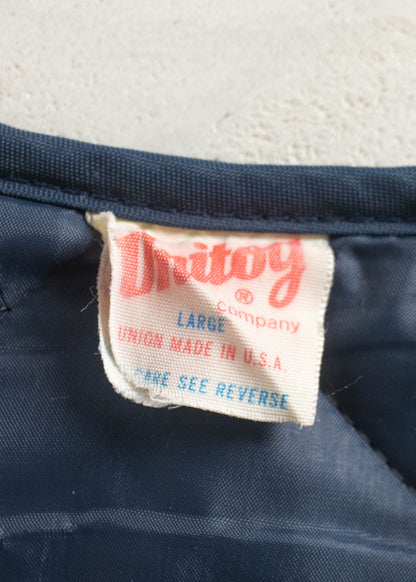 Unitog
®
Company
LARGE
UNION MADE IN U.S.A.
CARE SEE REVERSE